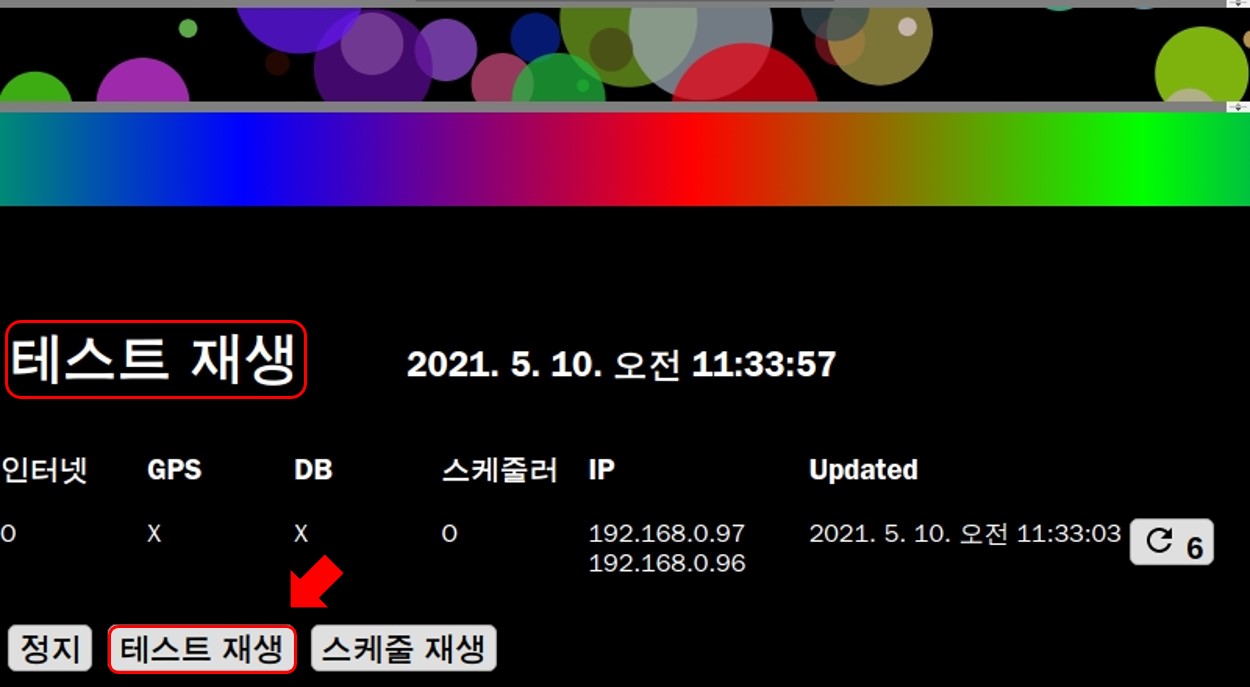 테스트 재생 2021. 5. 10. 오전 11:33:57
인터넷 GPS DB 스케줄러 IP Updated
O X X O 192.168.0.97 2021. 5. 10. 오전 11:33:03 6
192.168.0.96
정지 테스트 재생 스케줄 재생